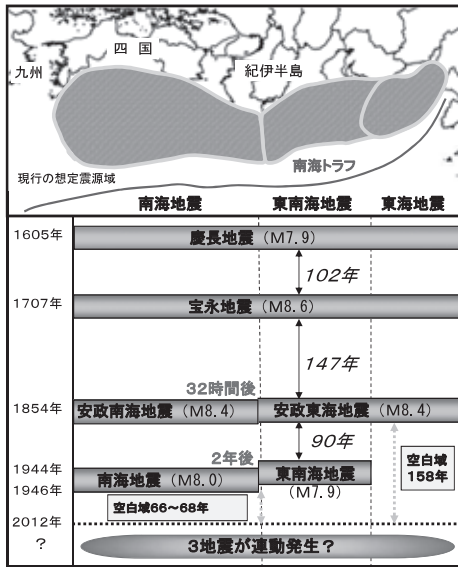 九州
四 国
紀伊半島
南海トラフ
現行の想定震源域
南海地震 東南海地震 東海地震
1605年 慶長地震（M7.9）
102年
1707年 宝永地震（M8.6）
147年
32時間後
1854年 安政南海地震（M8.4） 安政東海地震（M8.4）
90年
空白域
158年
2年後
1944年 東南海地震
（M7.9）
南海地震（M8.0）
1946年
空白域66～68年
2012年
？ 3地震が連動発生？